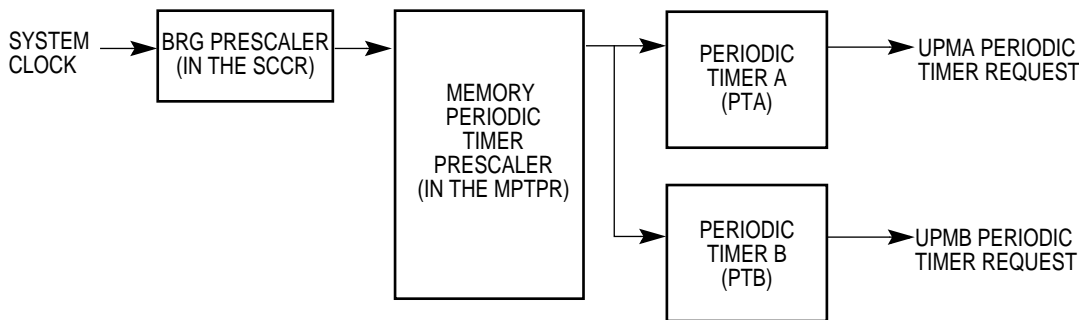 SYSTEM
CLOCK
BRG PRESCALER
(IN THE SCCR)
MEMORY
PERIODIC
TIMER
PRESCALER
(IN THE MPTPR)
PERIODIC
TIMER A
(PTA)
UPMA PERIODIC
TIMER REQUEST
PERIODIC
TIMER B
(PTB)
UPMB PERIODIC
TIMER REQUEST